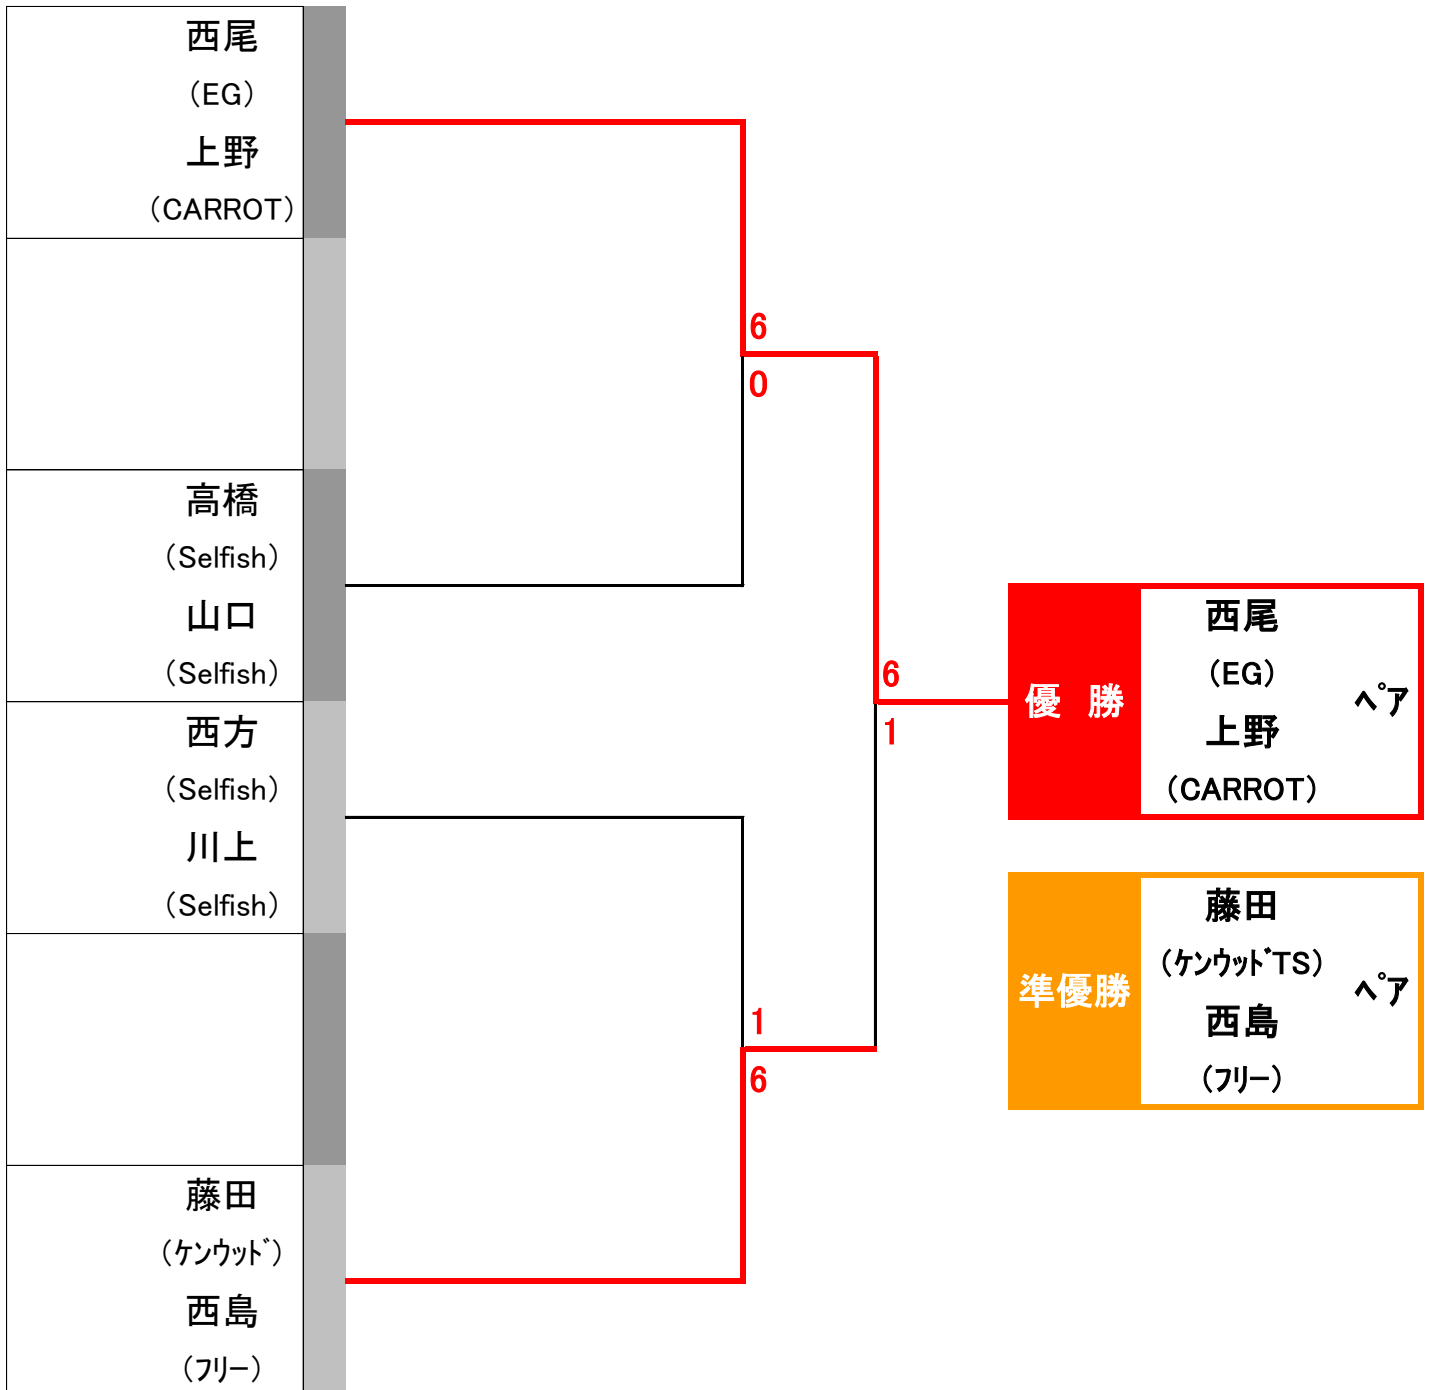 西尾
（EG）
上野
（CARROT）
高橋
（Selfish）
山口
（Selfish）
西方
（Selfish）
川上
（Selfish）
藤田
（ｹﾝｳｯﾄﾞ）
西島
（ﾌﾘｰ）
6
0
1
6
6
1
優　勝
西尾
（EG）
上野
（CARROT）
ﾍﾟｱ
準優勝
藤田
（ｹﾝｳｯﾄﾞTS）
西島
（ﾌﾘｰ）
ﾍﾟｱ